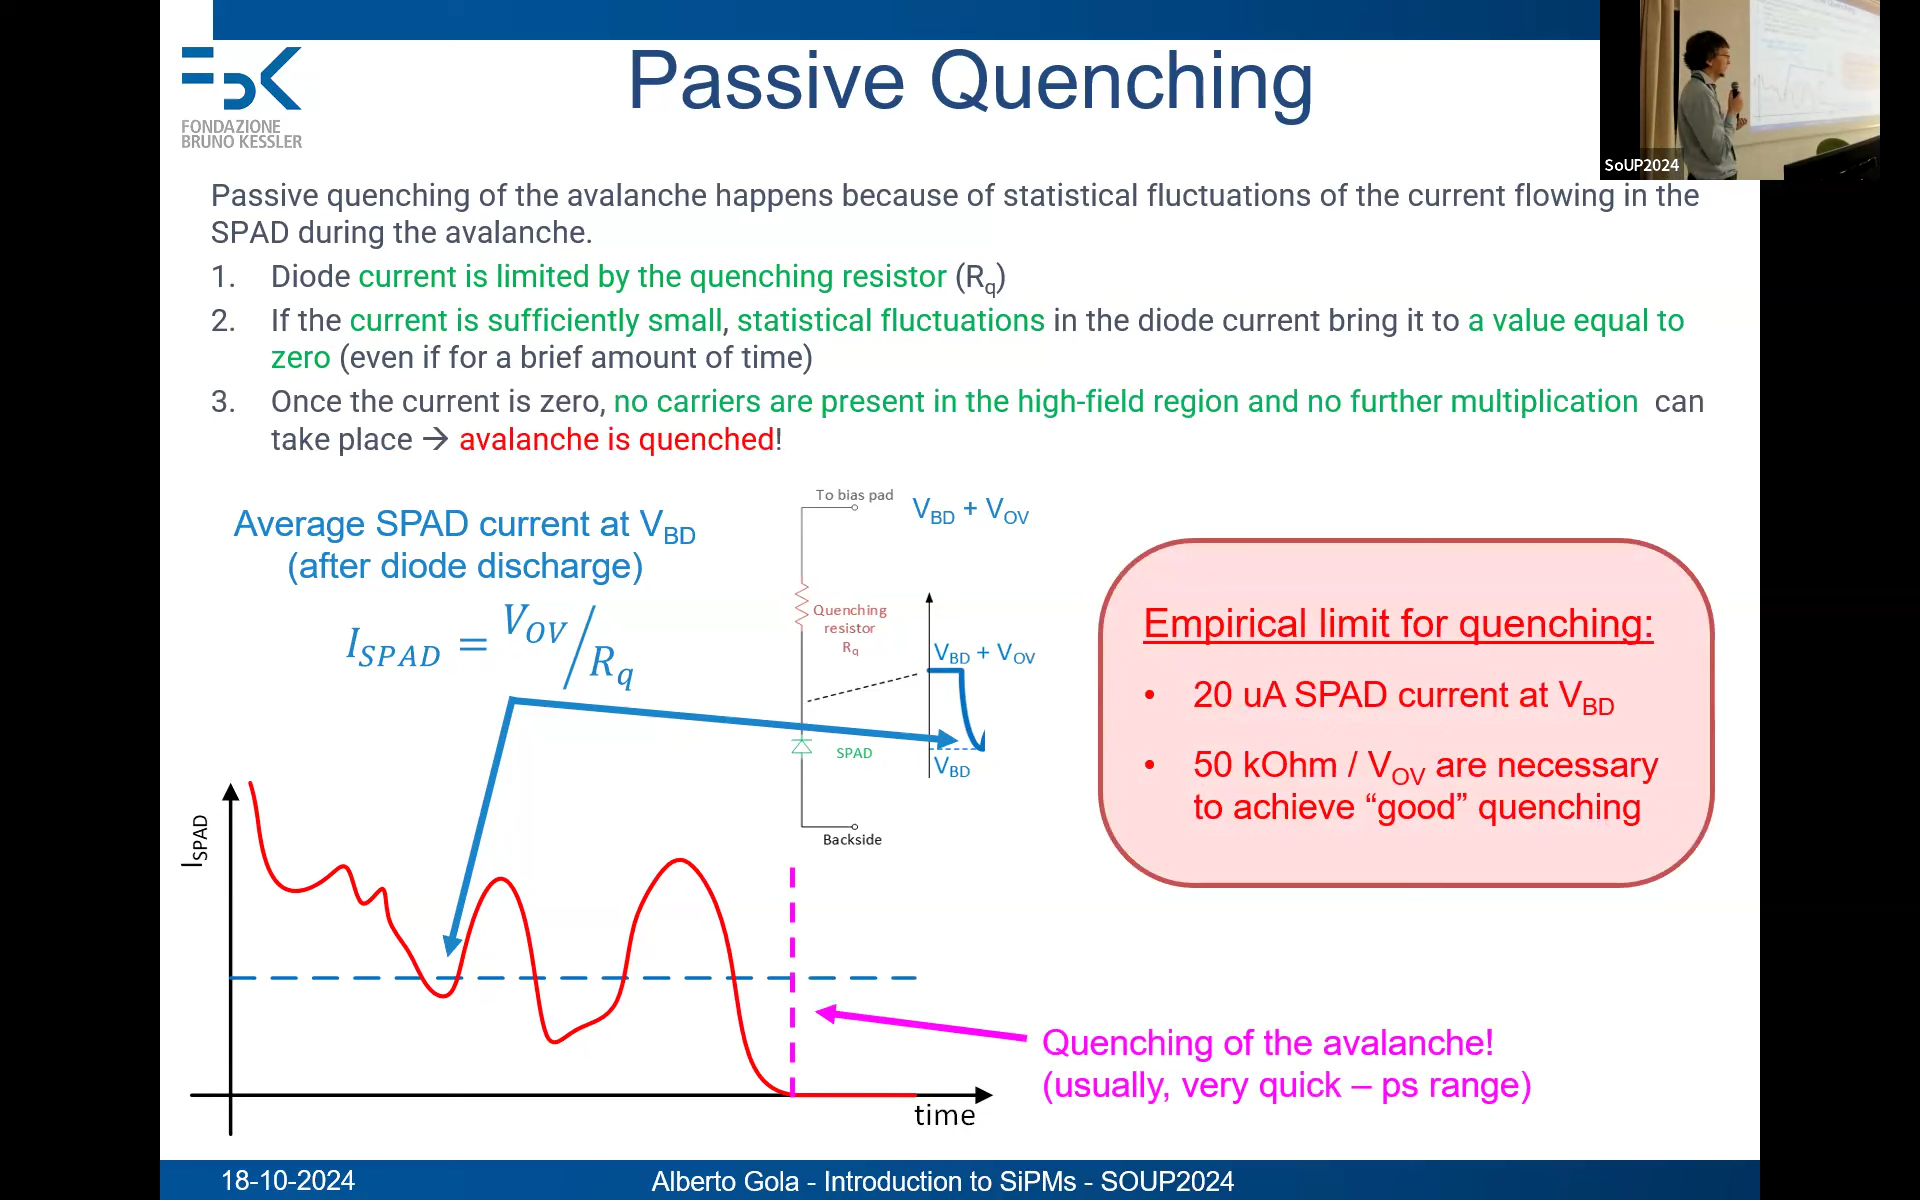 FONDAZIONE
BRUNO KESSLER
Passive Quenching
SoUP2024
Passive quenching of the avalanche happens because of statistical fluctuations of the current flowing in the
SPAD during the avalanche.
1. Diode current is limited by the quenching resistor (Rq)
2. If the current is sufficiently small, statistical fluctuations in the diode current bring it to a value equal to
zero (even if for a brief amount of time)
3. Once the current is zero, no carriers are present in the high-field region and no further multiplication can
take place → avalanche is quenched!
Average SPAD current at VBD
(after diode discharge)
ISPAD = VOV/Rq
To bias pad
VBD + VOV
Quenching
resistor
Rq
VBD + VOV
SPAD
VBD
Backside
Empirical limit for quenching:
• 20 uA SPAD current at VBD
• 50 kOhm / VOV are necessary
to achieve “good” quenching
ISPAD
time
Quenching of the avalanche!
(usually, very quick – ps range)
18-10-2024
Alberto Gola - Introduction to SiPMs - SOUP2024